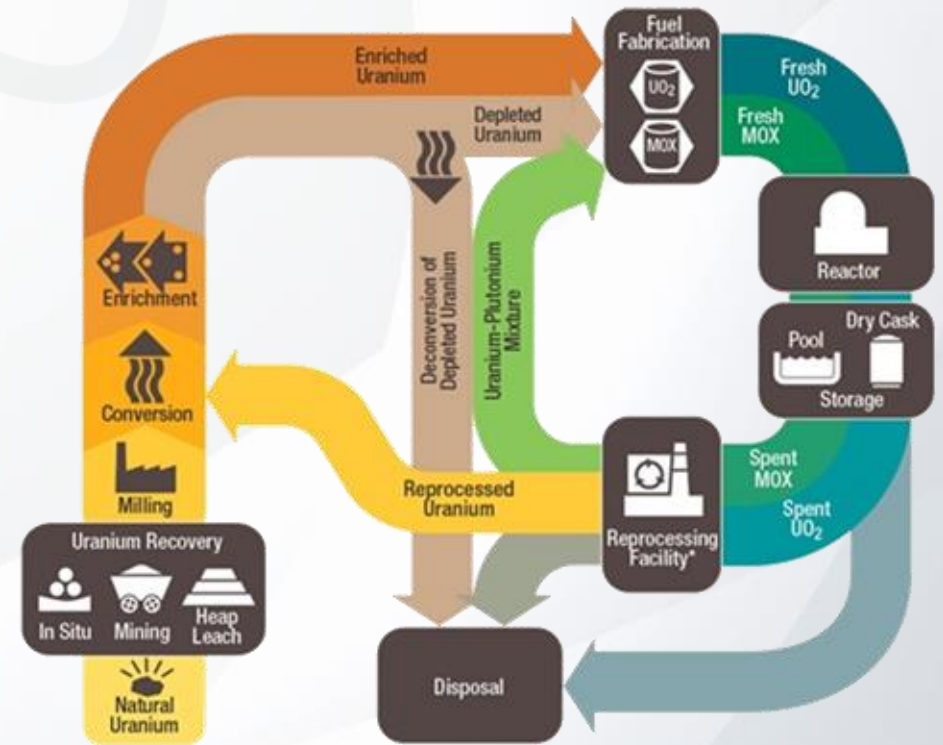 Enriched
Uranium
Depleted
Uranium
Fuel
Fabrication
UO₂
MOX
Fresh
UO₂
Fresh
MOX
Reactor
Pool
Dry Cask
Storage
Enrichment
Conversion
Milling
Deconversion of
Depleted Uranium
Uranium-Plutonium
Mixture
Reprocessed
Uranium
Reprocessing
Facility*
Spent
MOX
Spent
UO₂
Uranium Recovery
In Situ
Mining
Heap
Leach
Natural
Uranium
Disposal